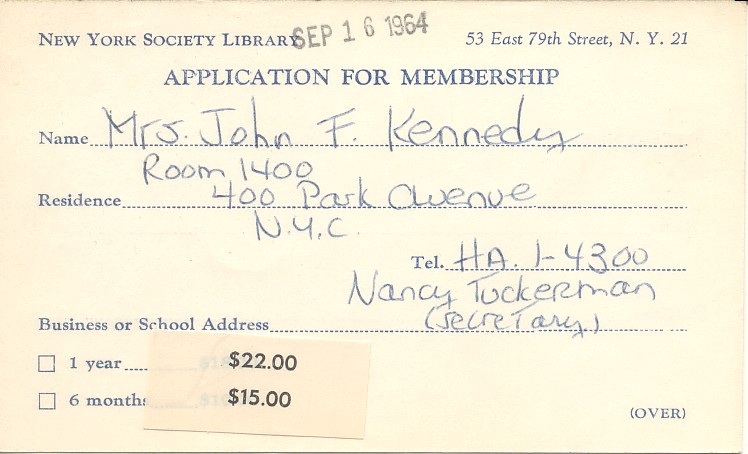 NEW YORK SOCIETY LIBRARY SEP 16 1964 53 East 79th Street, N. Y. 21
APPLICATION FOR MEMBERSHIP
Name Mrs. John F. Kennedy
Room 1400
Residence 400 Park Avenue
N.Y.C.
Tel. HA. 1-4300
Nancy Tuckerman
Business or School Address (secretary)
1 year $22.00
6 months $15.00
(OVER)